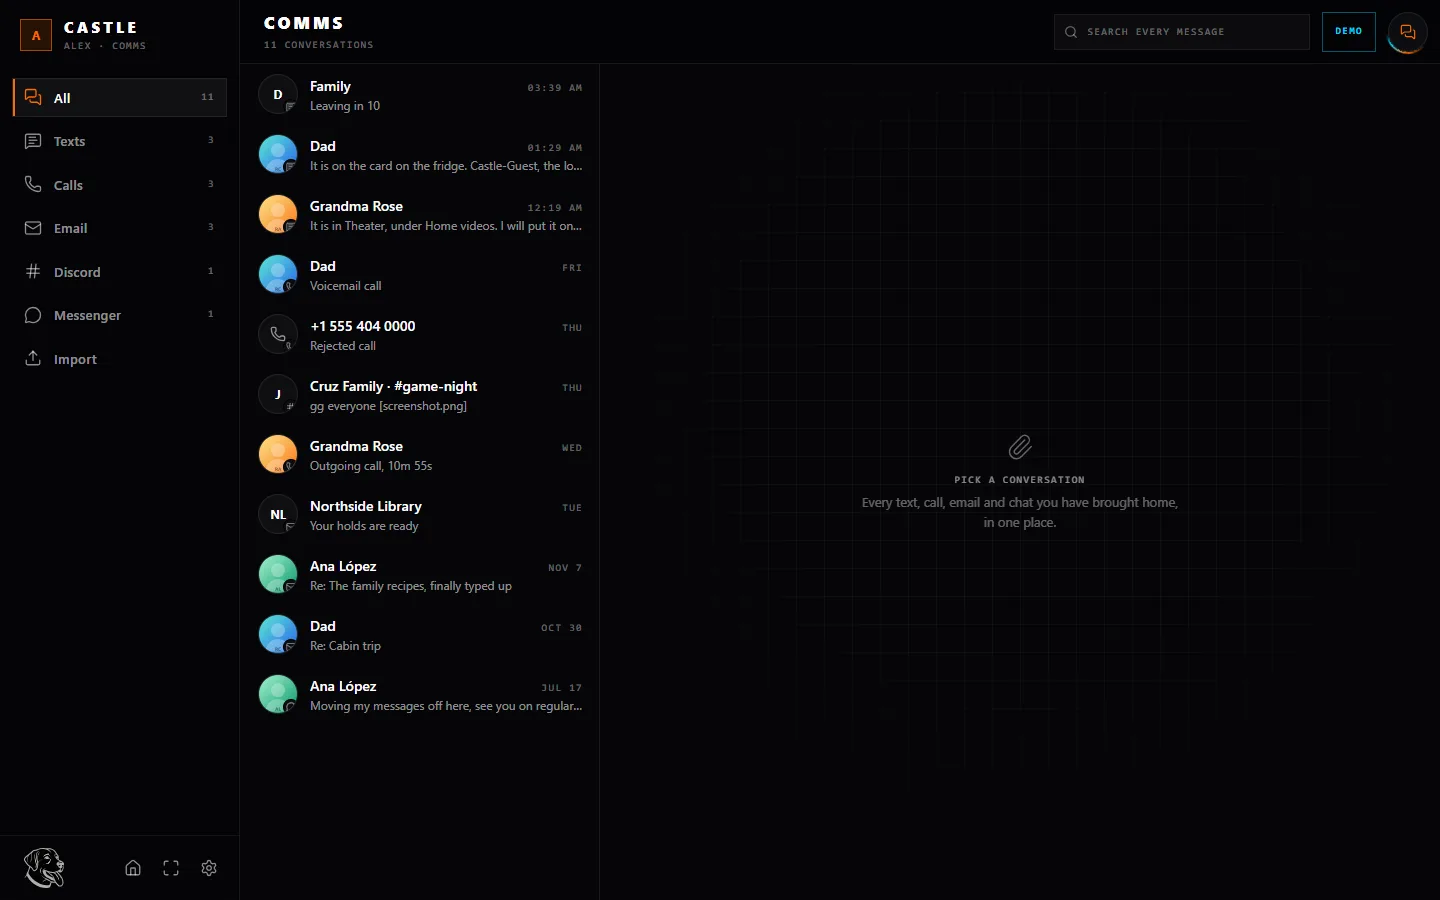 A
CASTLE
ALEX · COMMS
All 11
Texts 3
Calls 3
Email 3
Discord 1
Messenger 1
Import
COMMS
11 CONVERSATIONS
SEARCH EVERY MESSAGE
DEMO
D
Family 03:39 AM
Leaving in 10
Dad 01:29 AM
It is on the card on the fridge. Castle-Guest, the lo...
Grandma Rose 12:19 AM
It is in Theater, under Home videos. I will put it on...
Dad FRI
Voicemail call
+1 555 404 0000 THU
Rejected call
J
Cruz Family · #game-night THU
gg everyone [screenshot.png]
Grandma Rose WED
Outgoing call, 10m 55s
NL
Northside Library TUE
Your holds are ready
Ana López NOV 7
Re: The family recipes, finally typed up
Dad OCT 30
Re: Cabin trip
Ana López JUL 17
Moving my messages off here, see you on regular...
PICK A CONVERSATION
Every text, call, email and chat you have brought home,
in one place.